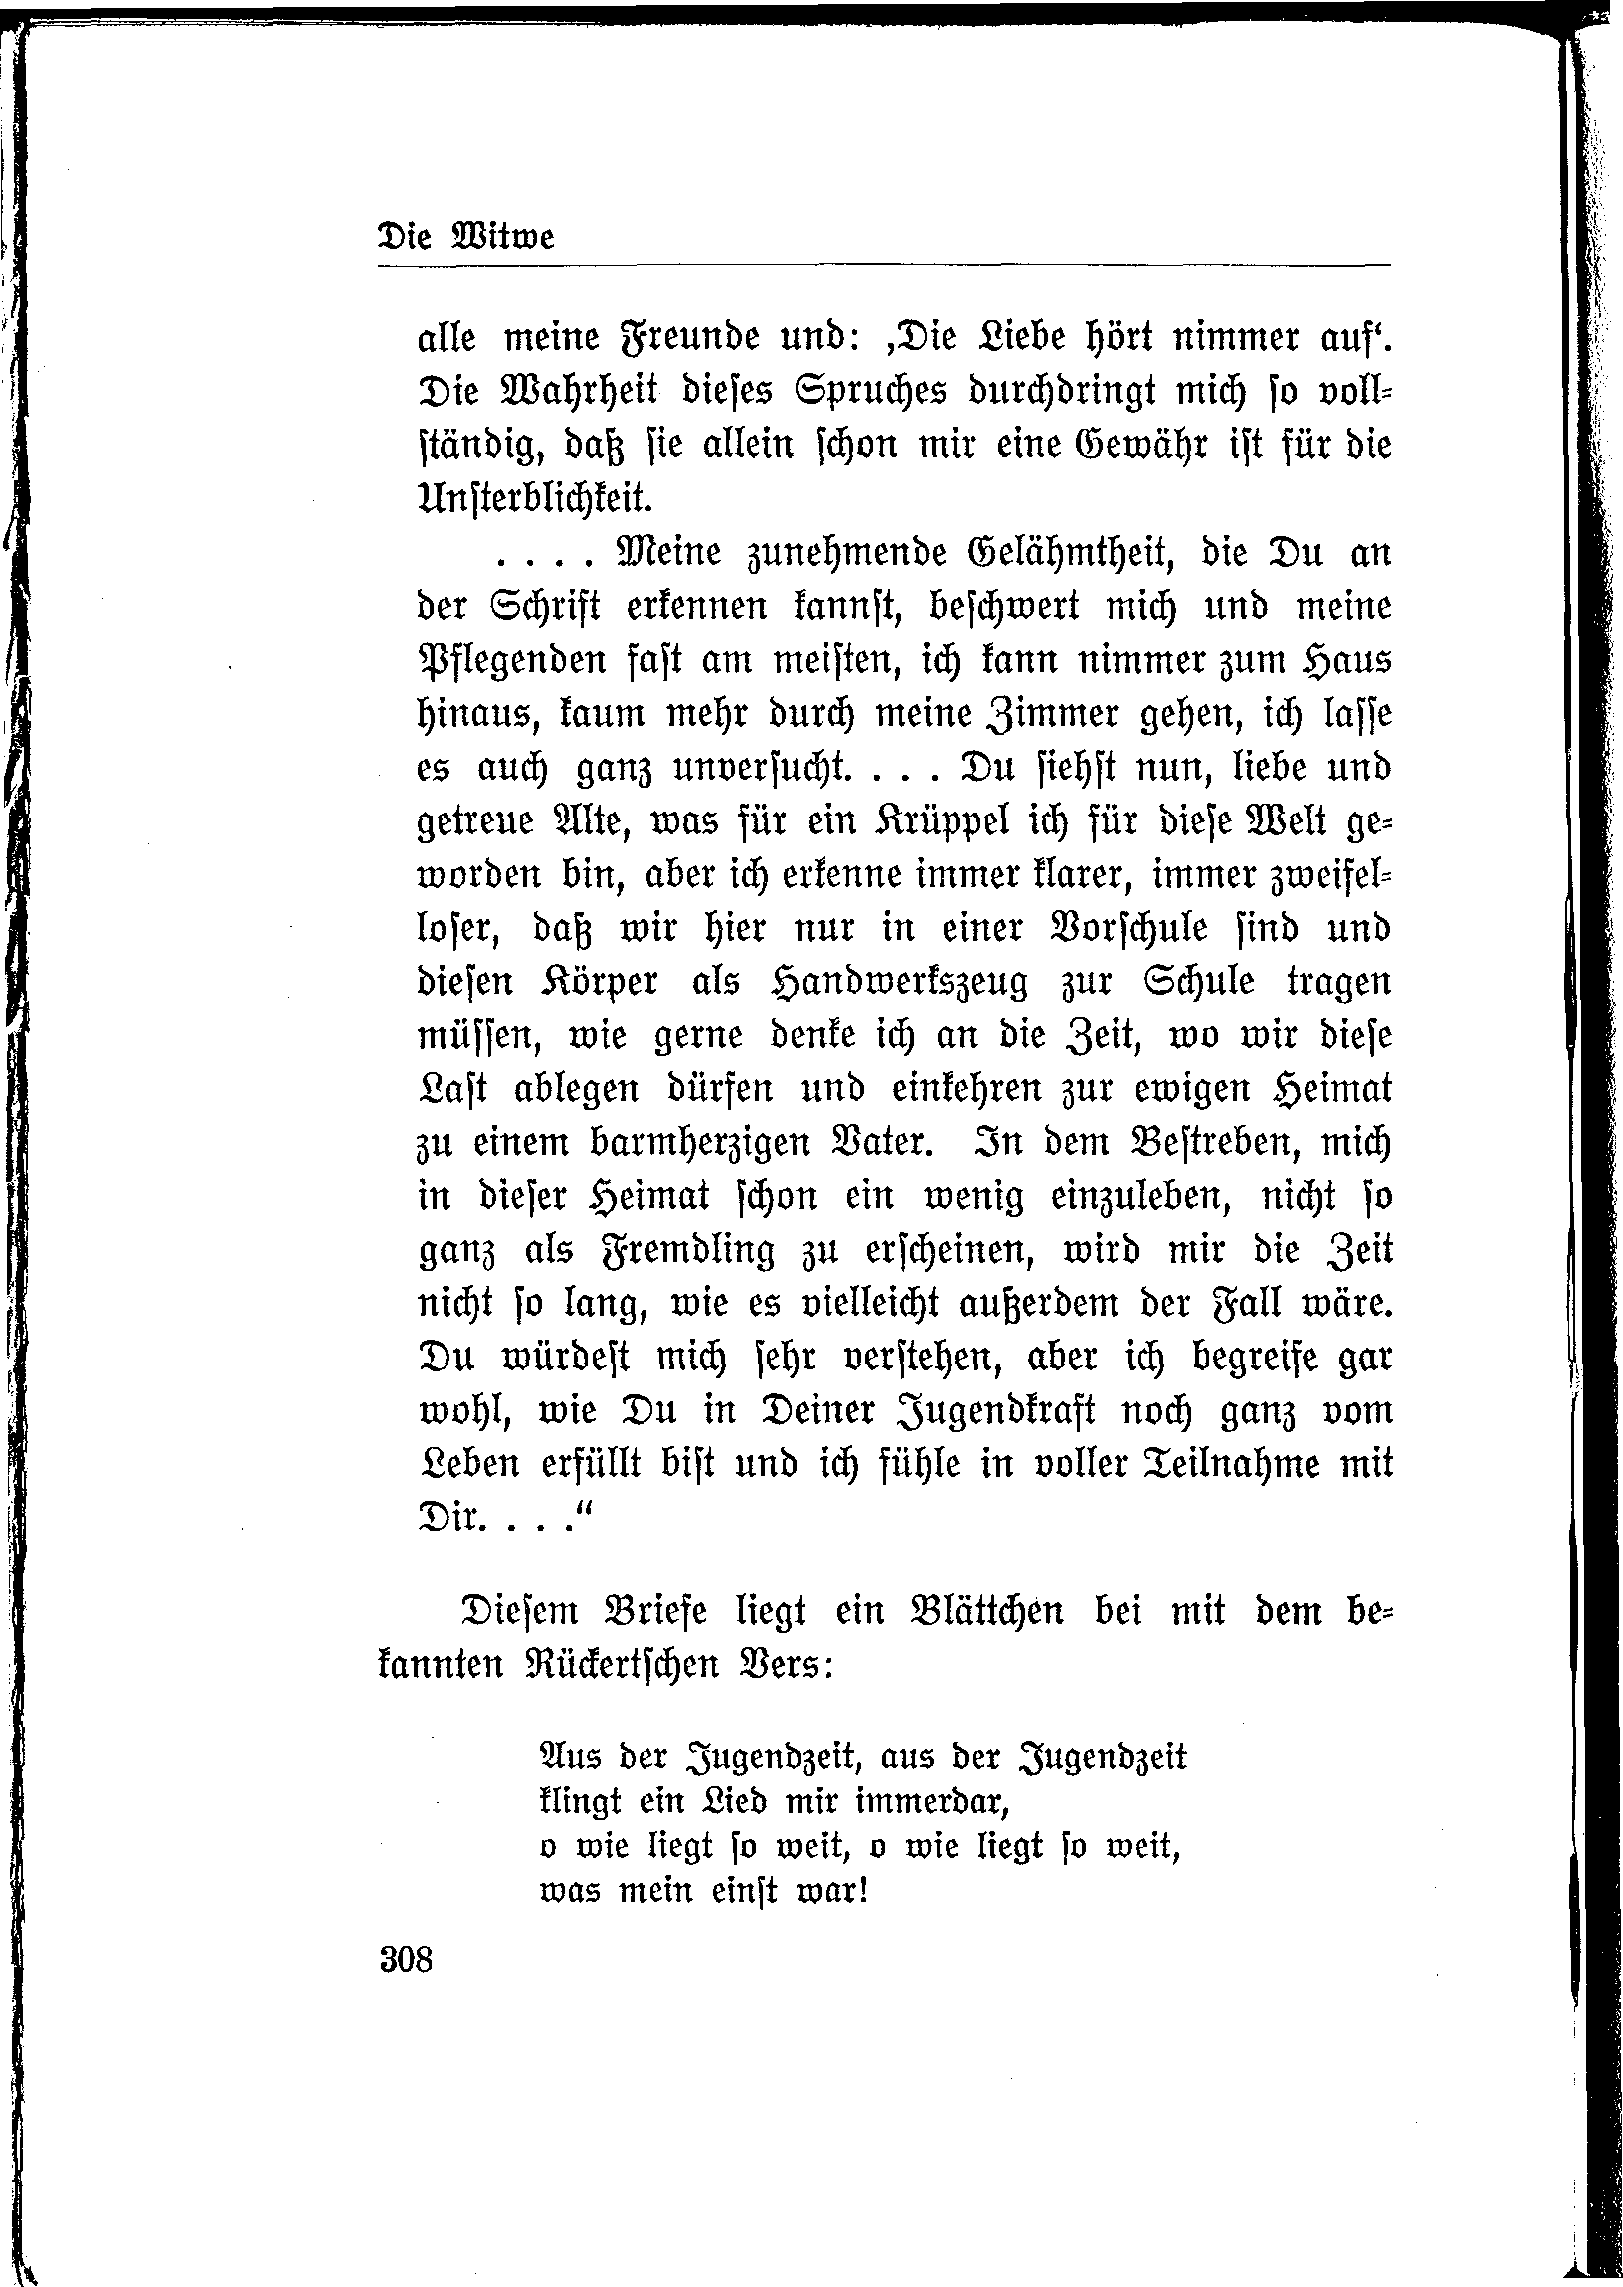 Die Witwe
alle meine Freunde und: ‚Die Liebe hört nimmer auf‘.
Die Wahrheit dieses Spruches durchdringt mich so voll-
ständig, daß sie allein schon mir eine Gewähr ist für die
Unsterblichkeit.
. . . . Meine zunehmende Gelähmtheit, die Du an
der Schrift erkennen kannst, beschwert mich und meine
Pflegenden fast am meisten, ich kann nimmer zum Haus
hinaus, kaum mehr durch meine Zimmer gehen, ich lasse
es auch ganz unversucht. . . . Du siehst nun, liebe und
getreue Alte, was für ein Krüppel ich für diese Welt ge-
worden bin, aber ich erkenne immer klarer, immer zweifel-
loser, daß wir hier nur in einer Vorschule sind und
diesen Körper als Handwerkszeug zur Schule tragen
müssen, wie gerne denke ich an die Zeit, wo wir diese
Last ablegen dürfen und einkehren zur ewigen Heimat
zu einem barmherzigen Vater. In dem Bestreben, mich
in dieser Heimat schon ein wenig einzuleben, nicht so
ganz als Fremdling zu erscheinen, wird mir die Zeit
nicht so lang, wie es vielleicht außerdem der Fall wäre.
Du würdest mich sehr verstehen, aber ich begreife gar
wohl, wie Du in Deiner Jugendkraft noch ganz vom
Leben erfüllt bist und ich fühle in voller Teilnahme mit
Dir. . . .“
Diesem Briefe liegt ein Blättchen bei mit dem be-
kannten Rückertschen Vers:
Aus der Jugendzeit, aus der Jugendzeit
klingt ein Lied mir immerdar,
o wie liegt so weit, o wie liegt so weit,
was mein einst war!
308